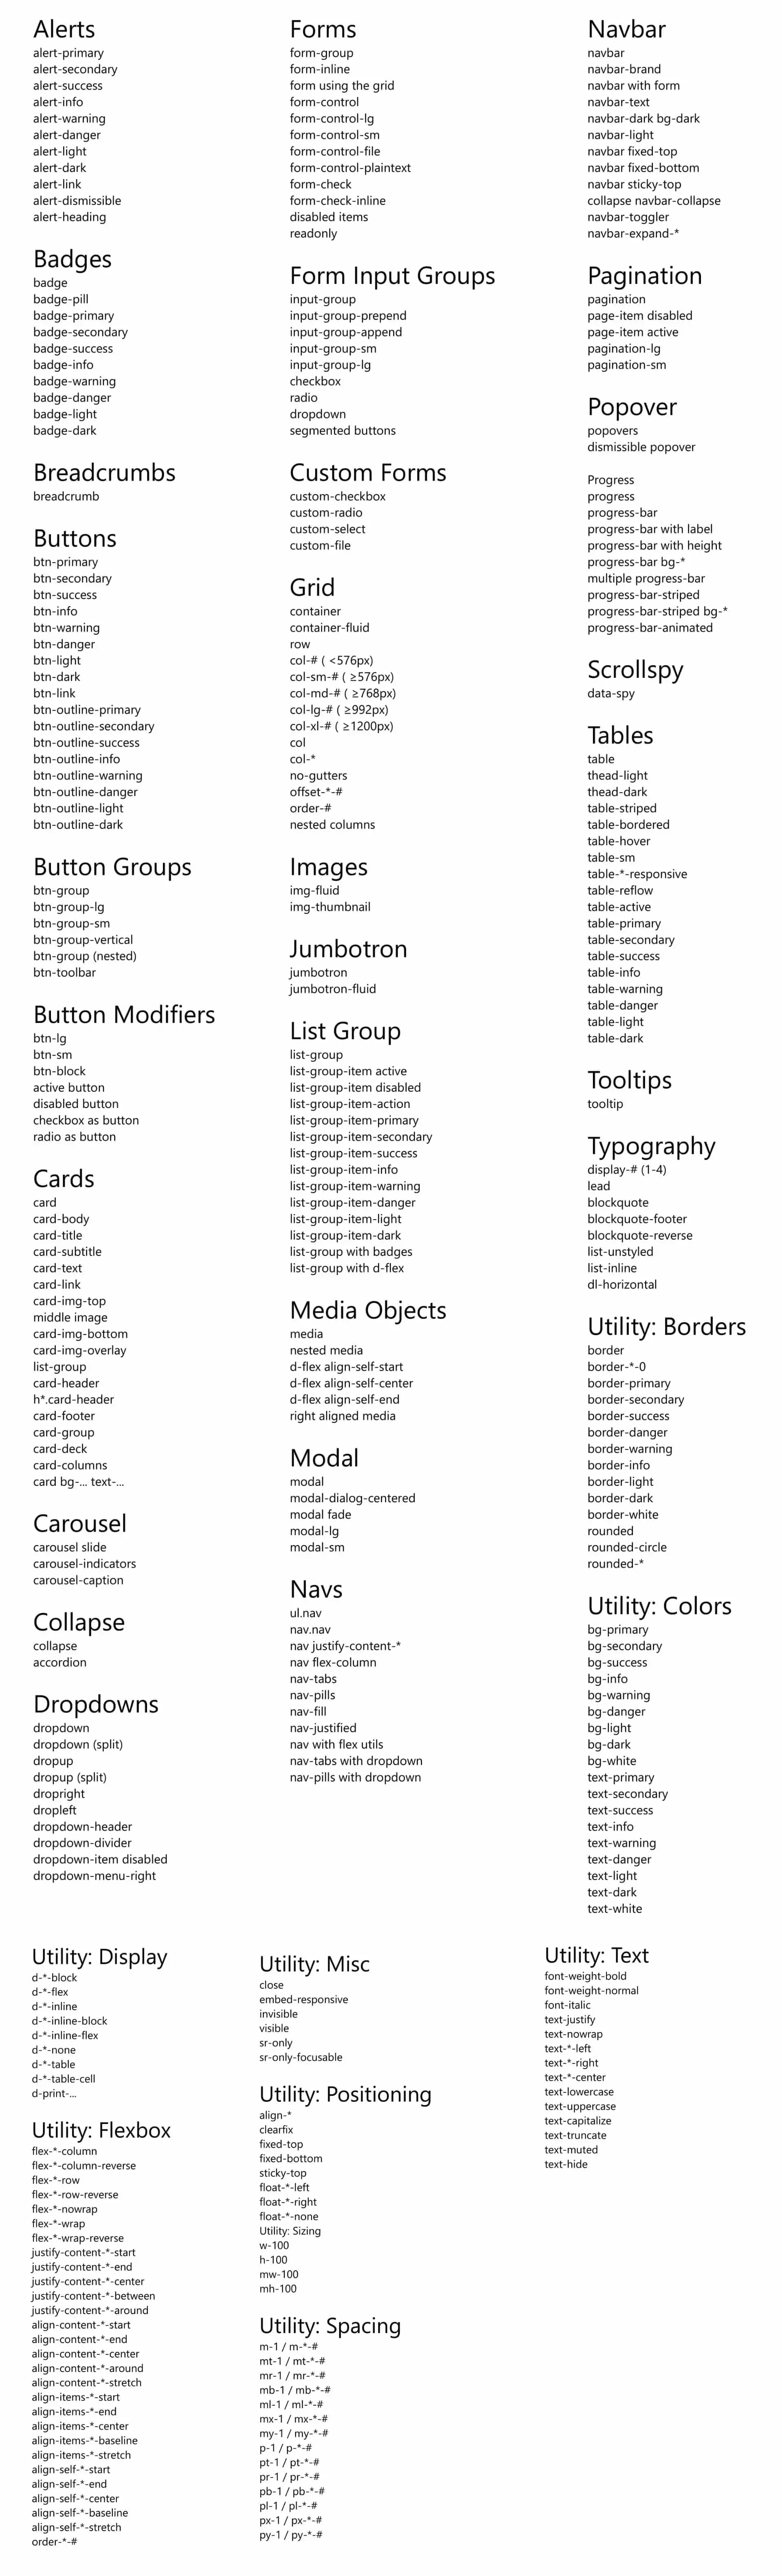 Alerts
alert-primary
alert-secondary
alert-success
alert-info
alert-warning
alert-danger
alert-light
alert-dark
alert-link
alert-dismissible
alert-heading
Badges
badge
badge-pill
badge-primary
badge-secondary
badge-success
badge-info
badge-warning
badge-danger
badge-light
badge-dark
Breadcrumbs
breadcrumb
Buttons
btn-primary
btn-secondary
btn-success
btn-info
btn-warning
btn-danger
btn-light
btn-dark
btn-link
btn-outline-primary
btn-outline-secondary
btn-outline-success
btn-outline-info
btn-outline-warning
btn-outline-danger
btn-outline-light
btn-outline-dark
Button Groups
btn-group
btn-group-lg
btn-group-sm
btn-group-vertical
btn-group (nested)
btn-toolbar
Button Modifiers
btn-lg
btn-sm
btn-block
active button
disabled button
checkbox as button
radio as button
Cards
card
card-body
card-title
card-subtitle
card-text
card-link
card-img-top
middle image
card-img-bottom
card-img-overlay
list-group
card-header
h*.card-header
card-footer
card-group
card-deck
card-columns
card bg-... text-...
Carousel
carousel slide
carousel-indicators
carousel-caption
Collapse
collapse
accordion
Dropdowns
dropdown
dropdown (split)
dropup
dropup (split)
dropright
dropleft
dropdown-header
dropdown-divider
dropdown-item disabled
dropdown-menu-right
Forms
form-group
form-inline
form using the grid
form-control
form-control-lg
form-control-sm
form-control-file
form-control-plaintext
form-check
form-check-inline
disabled items
readonly
Form Input Groups
input-group
input-group-prepend
input-group-append
input-group-sm
input-group-lg
checkbox
radio
dropdown
segmented buttons
Custom Forms
custom-checkbox
custom-radio
custom-select
custom-file
Grid
container
container-fluid
row
col-# ( <576px)
col-sm-# ( ≥576px)
col-md-# ( ≥768px)
col-lg-# ( ≥992px)
col-xl-# ( ≥1200px)
col
col-*
no-gutters
offset-*-#
order-#
nested columns
Images
img-fluid
img-thumbnail
Jumbotron
jumbotron
jumbotron-fluid
List Group
list-group
list-group-item active
list-group-item disabled
list-group-item-action
list-group-item-primary
list-group-item-secondary
list-group-item-success
list-group-item-info
list-group-item-warning
list-group-item-danger
list-group-item-light
list-group-item-dark
list-group with badges
list-group with d-flex
Media Objects
media
nested media
d-flex align-self-start
d-flex align-self-center
d-flex align-self-end
right aligned media
Modal
modal
modal-dialog-centered
modal fade
modal-lg
modal-sm
Navs
ul.nav
nav.nav
nav justify-content-*
nav flex-column
nav-tabs
nav-pills
nav-fill
nav-justified
nav with flex utils
nav-tabs with dropdown
nav-pills with dropdown
Navbar
navbar
navbar-brand
navbar with form
navbar-text
navbar-dark bg-dark
navbar-light
navbar fixed-top
navbar fixed-bottom
navbar sticky-top
collapse navbar-collapse
navbar-toggler
navbar-expand-*
Pagination
pagination
page-item disabled
page-item active
pagination-lg
pagination-sm
Popover
popovers
dismissible popover
Progress
progress
progress-bar
progress-bar with label
progress-bar with height
progress-bar bg-*
multiple progress-bar
progress-bar-striped
progress-bar-striped bg-*
progress-bar-animated
Scrollspy
data-spy
Tables
table
thead-light
thead-dark
table-striped
table-bordered
table-hover
table-sm
table-*-responsive
table-reflow
table-active
table-primary
table-secondary
table-success
table-info
table-warning
table-danger
table-light
table-dark
Tooltips
tooltip
Typography
display-# (1-4)
lead
blockquote
blockquote-footer
blockquote-reverse
list-unstyled
list-inline
dl-horizontal
Utility: Borders
border
border-*-0
border-primary
border-secondary
border-success
border-danger
border-warning
border-info
border-light
border-dark
border-white
rounded
rounded-circle
rounded-*
Utility: Colors
bg-primary
bg-secondary
bg-success
bg-info
bg-warning
bg-danger
bg-light
bg-dark
bg-white
text-primary
text-secondary
text-success
text-info
text-warning
text-danger
text-light
text-dark
text-white
Utility: Display
d-*-block
d-*-flex
d-*-inline
d-*-inline-block
d-*-inline-flex
d-*-none
d-*-table
d-*-table-cell
d-print-...
Utility: Flexbox
flex-*-column
flex-*-column-reverse
flex-*-row
flex-*-row-reverse
flex-*-nowrap
flex-*-wrap
flex-*-wrap-reverse
justify-content-*-start
justify-content-*-end
justify-content-*-center
justify-content-*-between
justify-content-*-around
align-content-*-start
align-content-*-end
align-content-*-center
align-content-*-around
align-content-*-stretch
align-items-*-start
align-items-*-end
align-items-*-center
align-items-*-baseline
align-items-*-stretch
align-self-*-start
align-self-*-end
align-self-*-center
align-self-*-baseline
align-self-*-stretch
order-*-#
Utility: Misc
close
embed-responsive
invisible
visible
sr-only
sr-only-focusable
Utility: Positioning
align-*
clearfix
fixed-top
fixed-bottom
sticky-top
float-*-left
float-*-right
float-*-none
Utility: Sizing
w-100
h-100
mw-100
mh-100
Utility: Spacing
m-1 / m-*-#
mt-1 / mt-*-#
mr-1 / mr-*-#
mb-1 / mb-*-#
ml-1 / ml-*-#
mx-1 / mx-*-#
my-1 / my-*-#
p-1 / p-*-#
pt-1 / pt-*-#
pr-1 / pr-*-#
pb-1 / pb-*-#
pl-1 / pl-*-#
px-1 / px-*-#
py-1 / py-*-#
Utility: Text
font-weight-bold
font-weight-normal
font-italic
text-justify
text-nowrap
text-*-left
text-*-right
text-*-center
text-lowercase
text-uppercase
text-capitalize
text-truncate
text-muted
text-hide